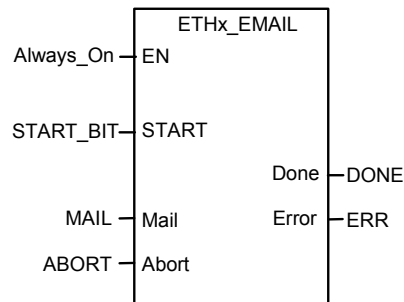 ETHx_EMAIL
Always_On EN
START_BIT START
Done DONE
MAIL Mail Error ERR
ABORT Abort